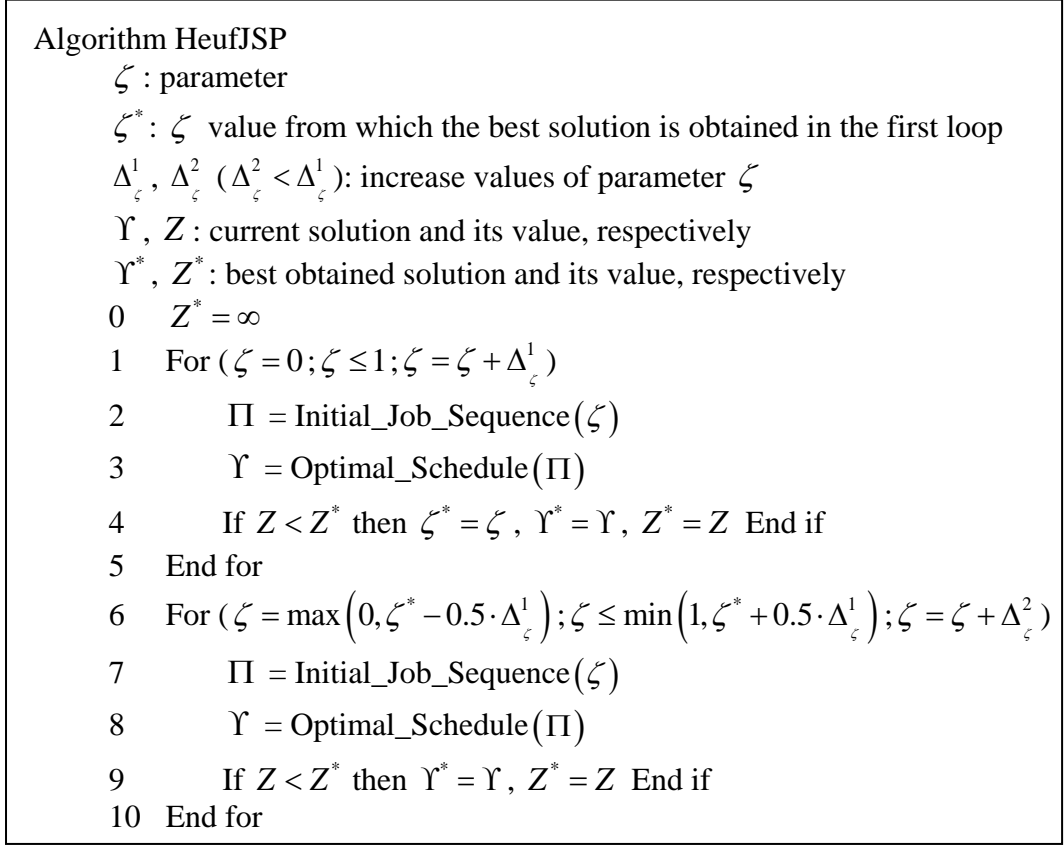 Algorithm HeufJSP
ζ : parameter
ζ* : ζ value from which the best solution is obtained in the first loop
Δ¹_ζ , Δ²_ζ ( Δ²_ζ < Δ¹_ζ ): increase values of parameter ζ
ϒ , Z : current solution and its value, respectively
ϒ* , Z* : best obtained solution and its value, respectively
0 Z* = ∞
1 For ( ζ = 0 ; ζ ≤ 1 ; ζ = ζ + Δ¹_ζ )
2 Π = Initial_Job_Sequence(ζ)
3 ϒ = Optimal_Schedule(Π)
4 If Z < Z* then ζ* = ζ , ϒ* = ϒ , Z* = Z End if
5 End for
6 For ( ζ = max(0, ζ* − 0.5 · Δ¹_ζ) ; ζ ≤ min(1, ζ* + 0.5 · Δ¹_ζ) ; ζ = ζ + Δ²_ζ )
7 Π = Initial_Job_Sequence(ζ)
8 ϒ = Optimal_Schedule(Π)
9 If Z < Z* then ϒ* = ϒ , Z* = Z End if
10 End for